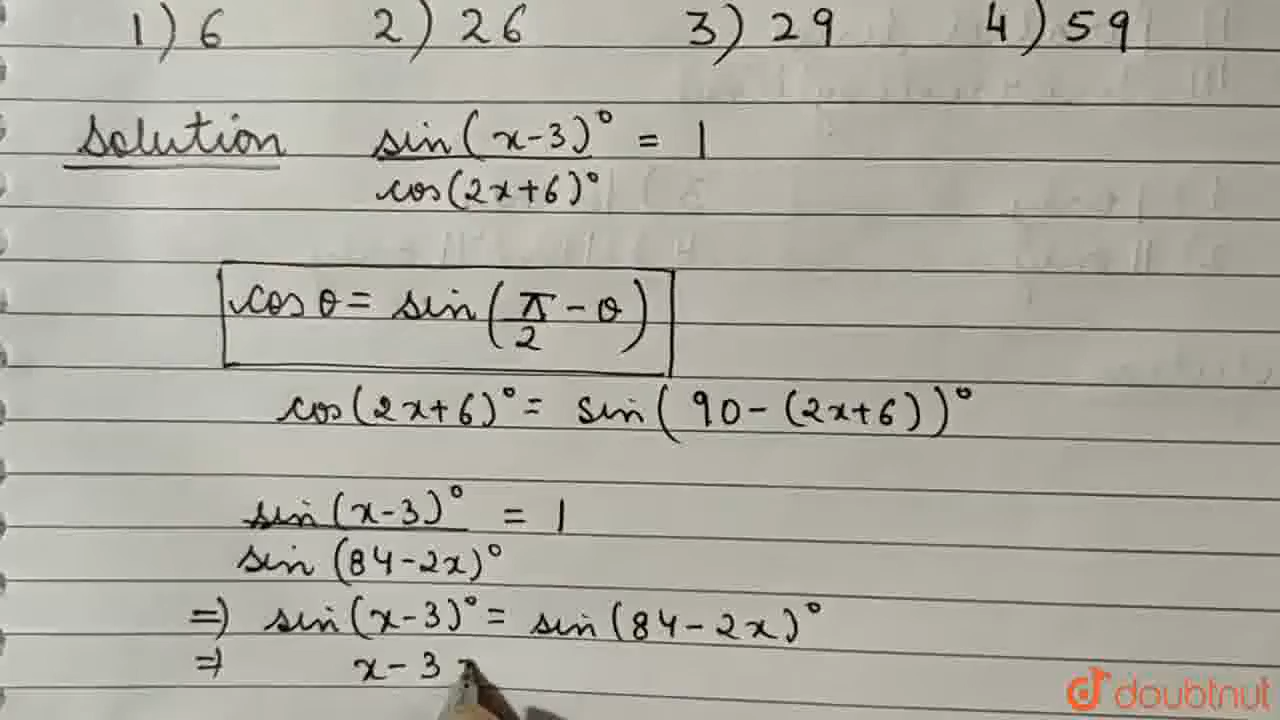 1) 6 2) 26 3) 29 4) 59
Solution sin(x-3)° = 1
cos(2x+6)°
cos θ = sin(π/2 - θ)
cos(2x+6)° = sin(90-(2x+6))°
sin(x-3)° = 1
sin(84-2x)°
⇒ sin(x-3)° = sin(84-2x)°
⇒ x-3
doubtnut